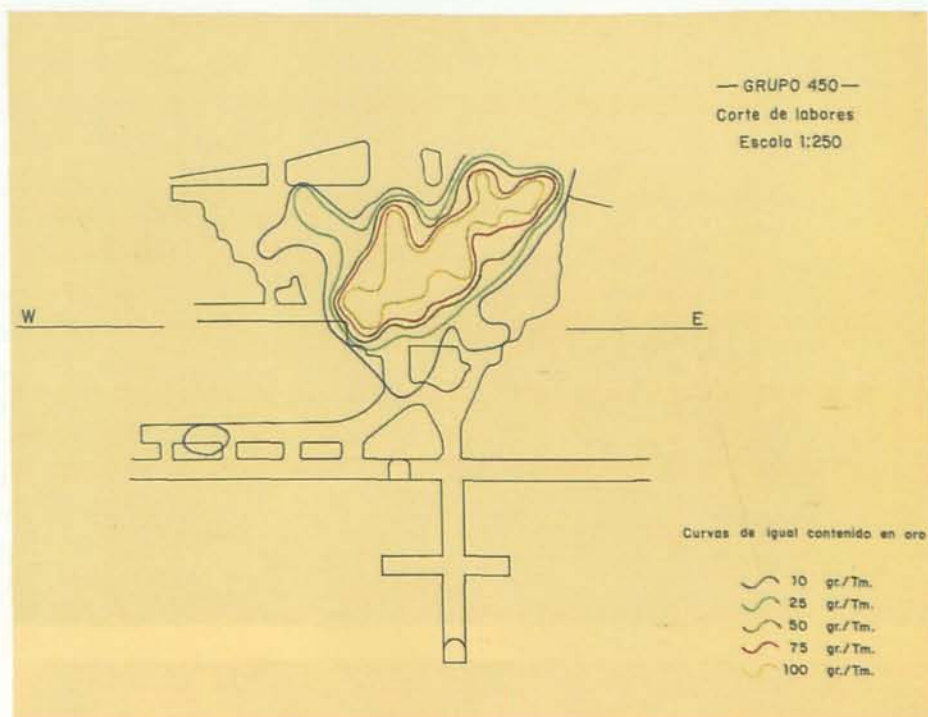 — GRUPO 450 —
Corte de labores
Escala 1:250
W
E
Curvas de igual contenido en oro
10 gr./Tm.
25 gr./Tm.
50 gr./Tm.
75 gr./Tm.
100 gr./Tm.